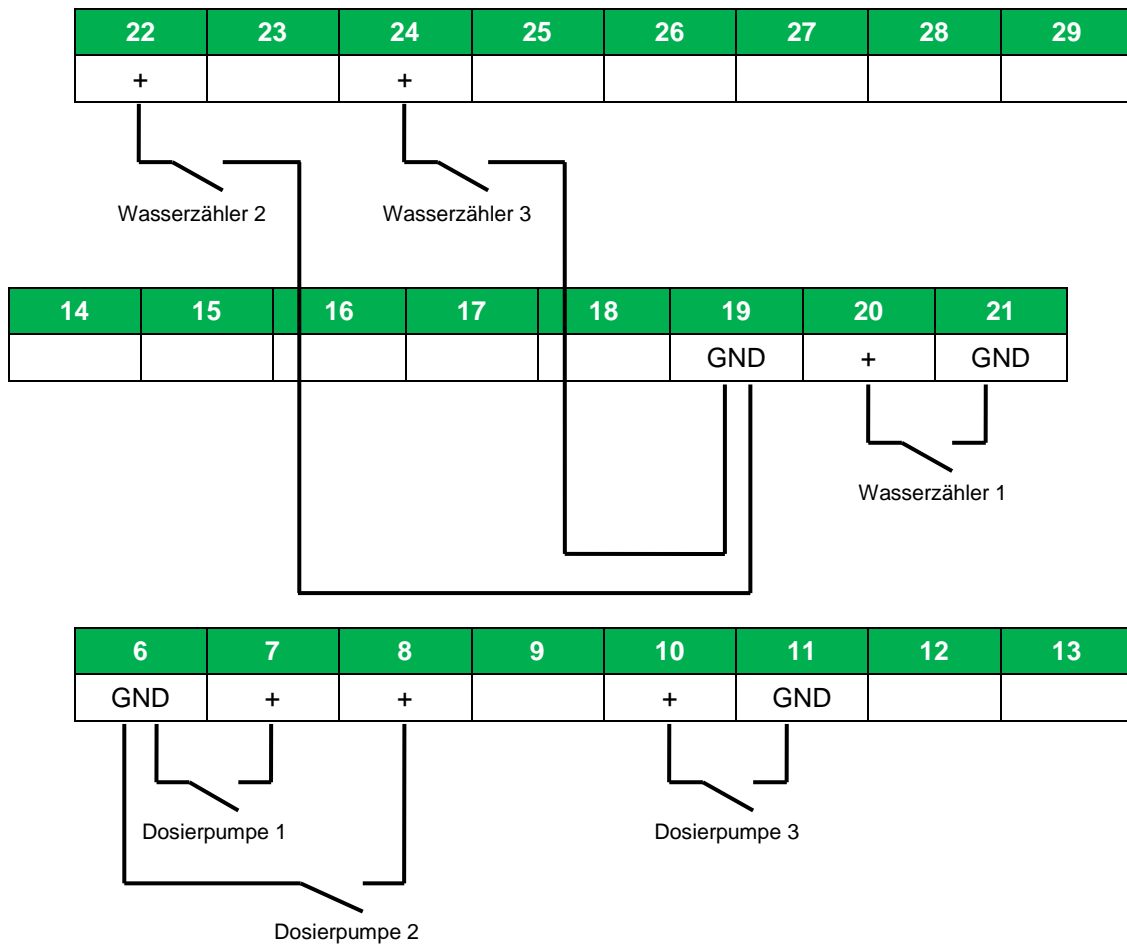 22 23 24 25 26 27 28 29
+ +
Wasserzähler 2 Wasserzähler 3
14 15 16 17 18 19 20 21
GND + GND
Wasserzähler 1
6 7 8 9 10 11 12 13
GND + + + GND
Dosierpumpe 1 Dosierpumpe 3
Dosierpumpe 2